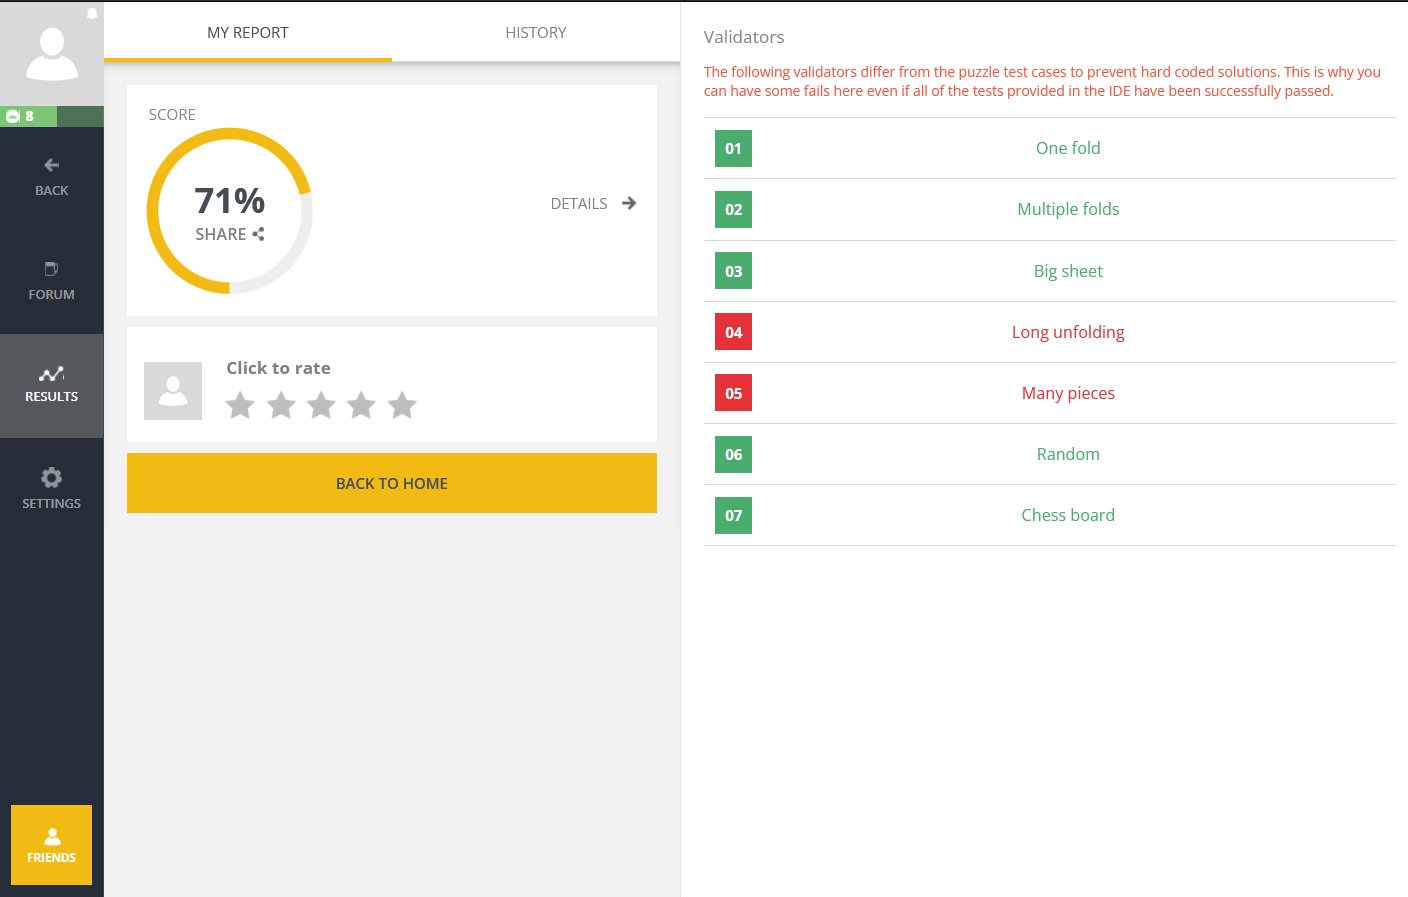 8
BACK
FORUM
RESULTS
SETTINGS
FRIENDS
MY REPORT
HISTORY
SCORE
71%
SHARE
DETAILS
Click to rate
BACK TO HOME
Validators
The following validators differ from the puzzle test cases to prevent hard coded solutions. This is why you
can have some fails here even if all of the tests provided in the IDE have been successfully passed.
01 One fold
02 Multiple folds
03 Big sheet
04 Long unfolding
05 Many pieces
06 Random
07 Chess board